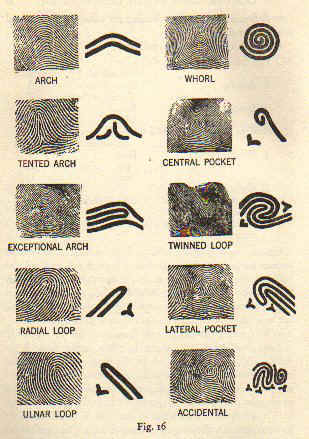 ARCH
WHORL
TENTED ARCH
CENTRAL POCKET
EXCEPTIONAL ARCH
TWINNED LOOP
RADIAL LOOP
LATERAL POCKET
ULNAR LOOP
ACCIDENTAL
Fig. 16